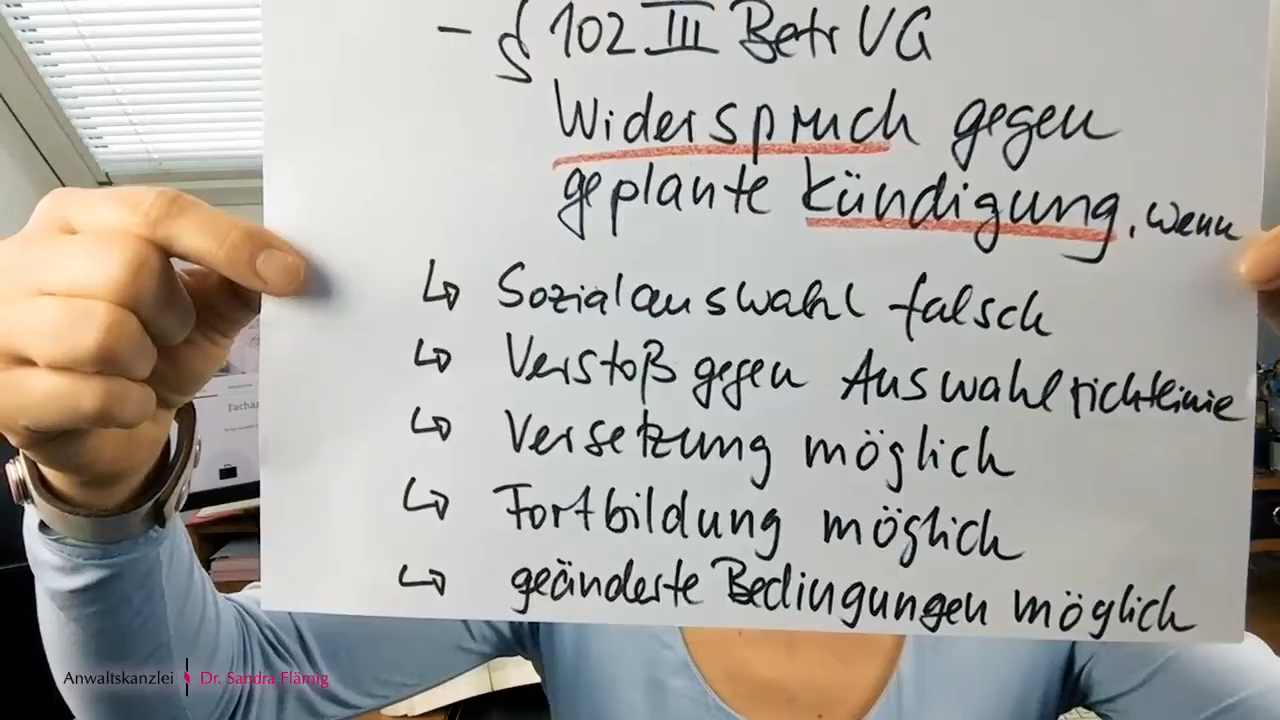 - § 102 III BetrVG
Widerspruch gegen
geplante Kündigung, wenn
↳ Sozialauswahl falsch
↳ Verstoß gegen Auswahlrichtlinie
↳ Versetzung möglich
↳ Fortbildung möglich
↳ geänderte Bedingungen möglich
Anwaltskanzlei Dr. Sandra Flämig